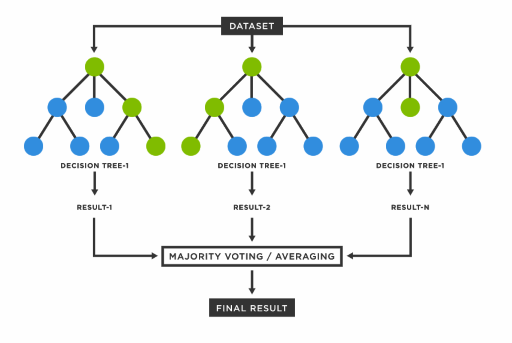 DATASET
DECISION TREE-1
DECISION TREE-1
DECISION TREE-1
RESULT-1
RESULT-2
RESULT-N
MAJORITY VOTING / AVERAGING
FINAL RESULT